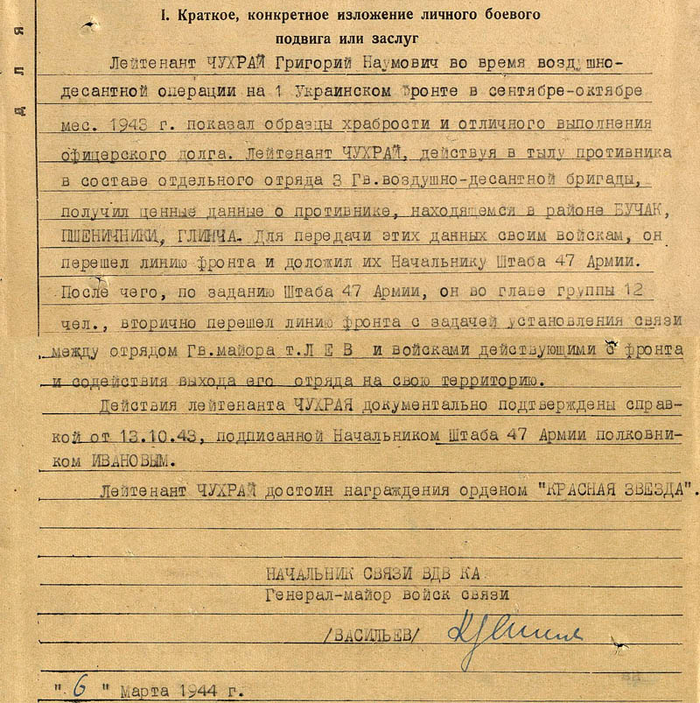 для
I. Краткое, конкретное изложение личного боевого
подвига или заслуг
Лейтенант ЧУХРАЙ Григорий Наумович во время воздушно-
десантной операции на 1 Украинском фронте в сентябре-октябре
мес. 1943 г. показал образцы храбрости и отличного выполнения
офицерского долга. Лейтенант ЧУХРАЙ, действуя в тылу противника
в составе отдельного отряда 3 Гв.воздушно-десантной бригады,
получил ценные данные о противнике, находящемся в районе БУЧАК,
ПШЕНИЧНИКИ, ГЛИНЧА. Для передачи этих данных своим войскам, он
перешел линию фронта и доложил их Начальнику Штаба 47 Армии.
После чего, по заданию Штаба 47 Армии, он во главе группы 12
чел., вторично перешел линию фронта с задачей установления связи
между отрядом Гв.майора т.Л Е В и войсками действующими с фронта
и содействия выхода его отряда на свою территорию.
Действия лейтенанта ЧУХРАЯ документально подтверждены справ-
кой от 13.10.43, подписанной Начальником Штаба 47 Армии полковни-
ком ИВАНОВЫМ.
Лейтенант ЧУХРАЙ достоин награждения орденом "КРАСНАЯ ЗВЕЗДА".
НАЧАЛЬНИК СВЯЗИ ВДВ КА
Генерал-майор войск связи
/ВАСИЛЬЕВ/
" 6 " Марта 1944 г.